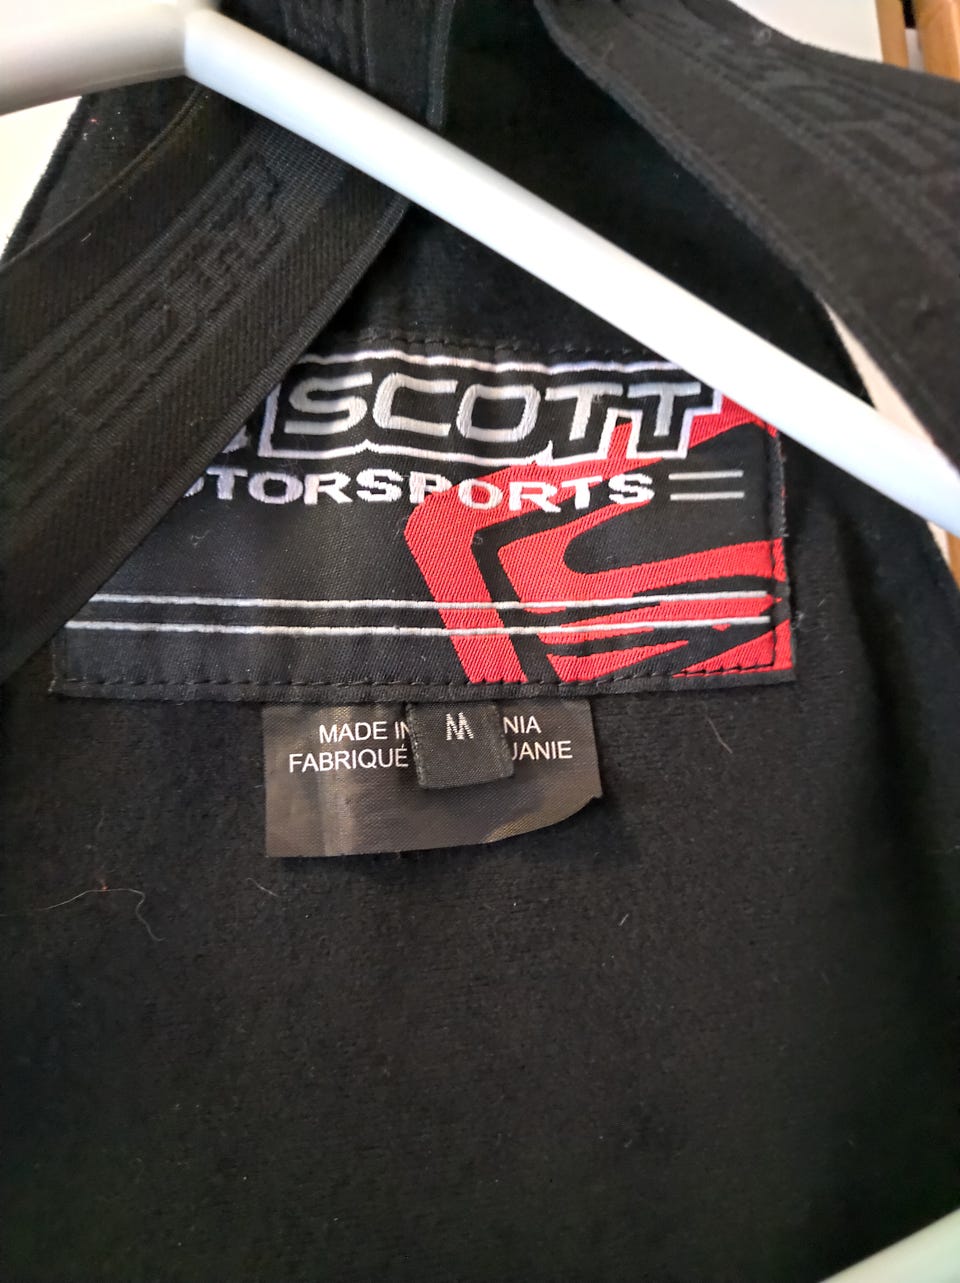 SCOTT
OTORSPORTS
MADE IN
M
NIA
FABRIQUÉ
UANIE